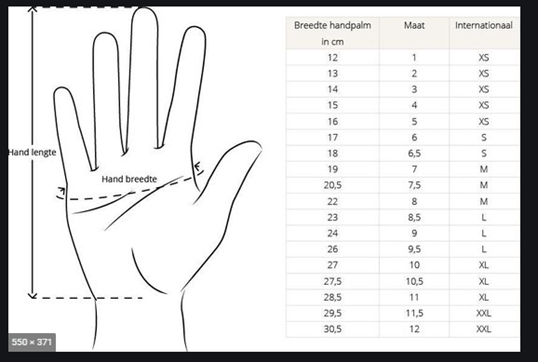 Hand lengte
Hand breedte
Breedte handpalm in cm Maat Internationaal
12 1 XS
13 2 XS
14 3 XS
15 4 XS
16 5 XS
17 6 S
18 6,5 S
19 7 M
20,5 7,5 M
22 8 M
23 8,5 L
24 9 L
26 9,5 L
27 10 XL
27,5 10,5 XL
28,5 11 XL
29,5 11,5 XXL
30,5 12 XXL
550 × 371